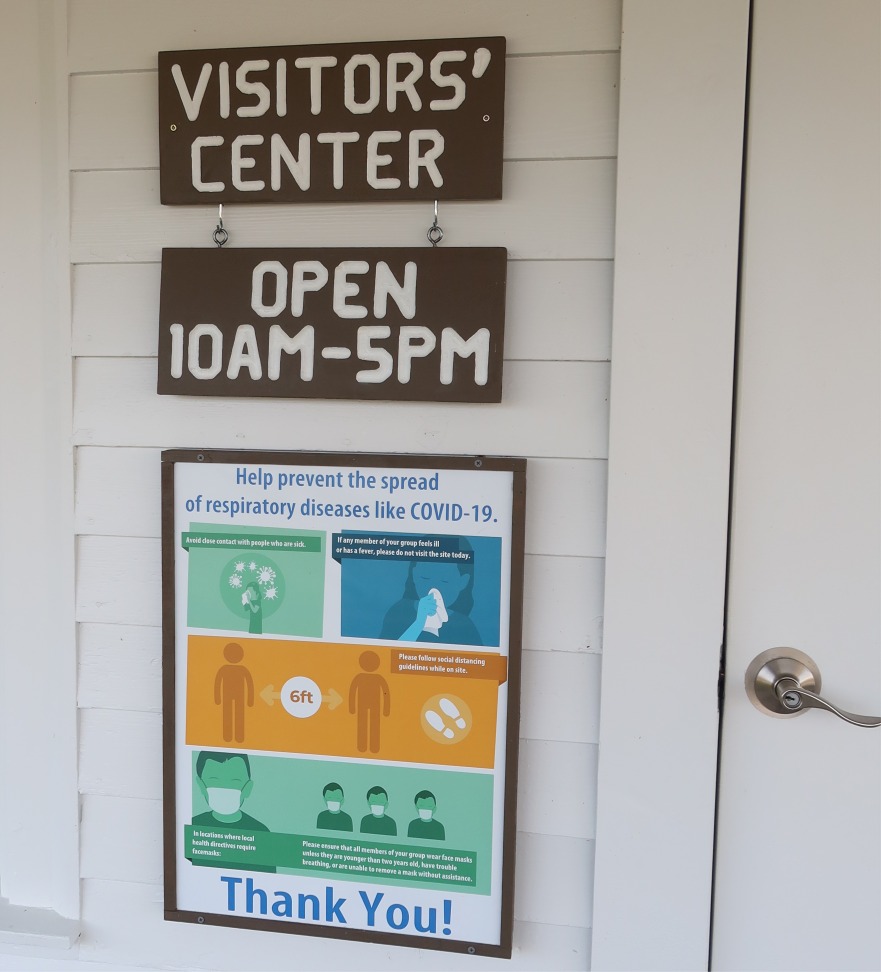 VISITORS'
CENTER
OPEN
10AM-5PM
Help prevent the spread
of respiratory diseases like COVID-19.
Avoid close contact with people who are sick.
If any member of your group feels ill
or has a fever, please do not visit the site today.
Please follow social distancing
guidelines while on site.
6ft
In locations where local
health directives require
facemasks:
Please ensure that all members of your group wear face masks
unless they are younger than two years old, have trouble
breathing, or are unable to remove a mask without assistance.
Thank You!